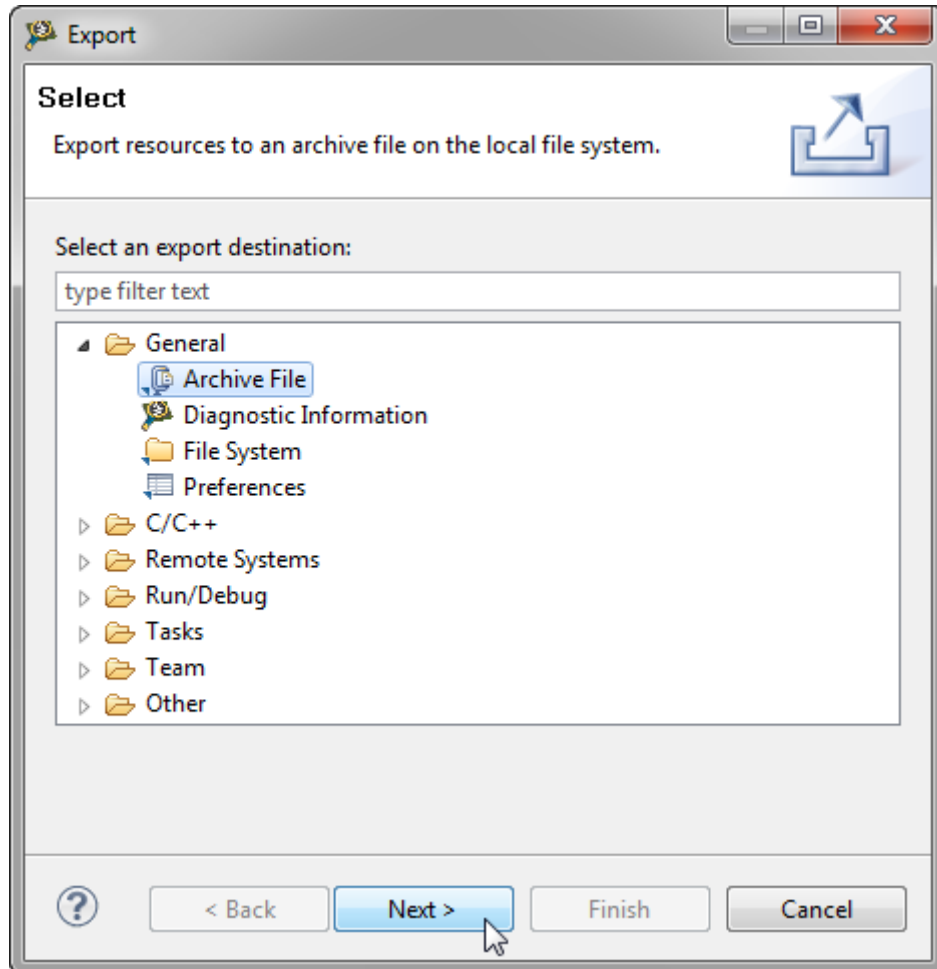 Export
Select
Export resources to an archive file on the local file system.
Select an export destination:
type filter text
General
Archive File
Diagnostic Information
File System
Preferences
C/C++
Remote Systems
Run/Debug
Tasks
Team
Other
? < Back Next > Finish Cancel